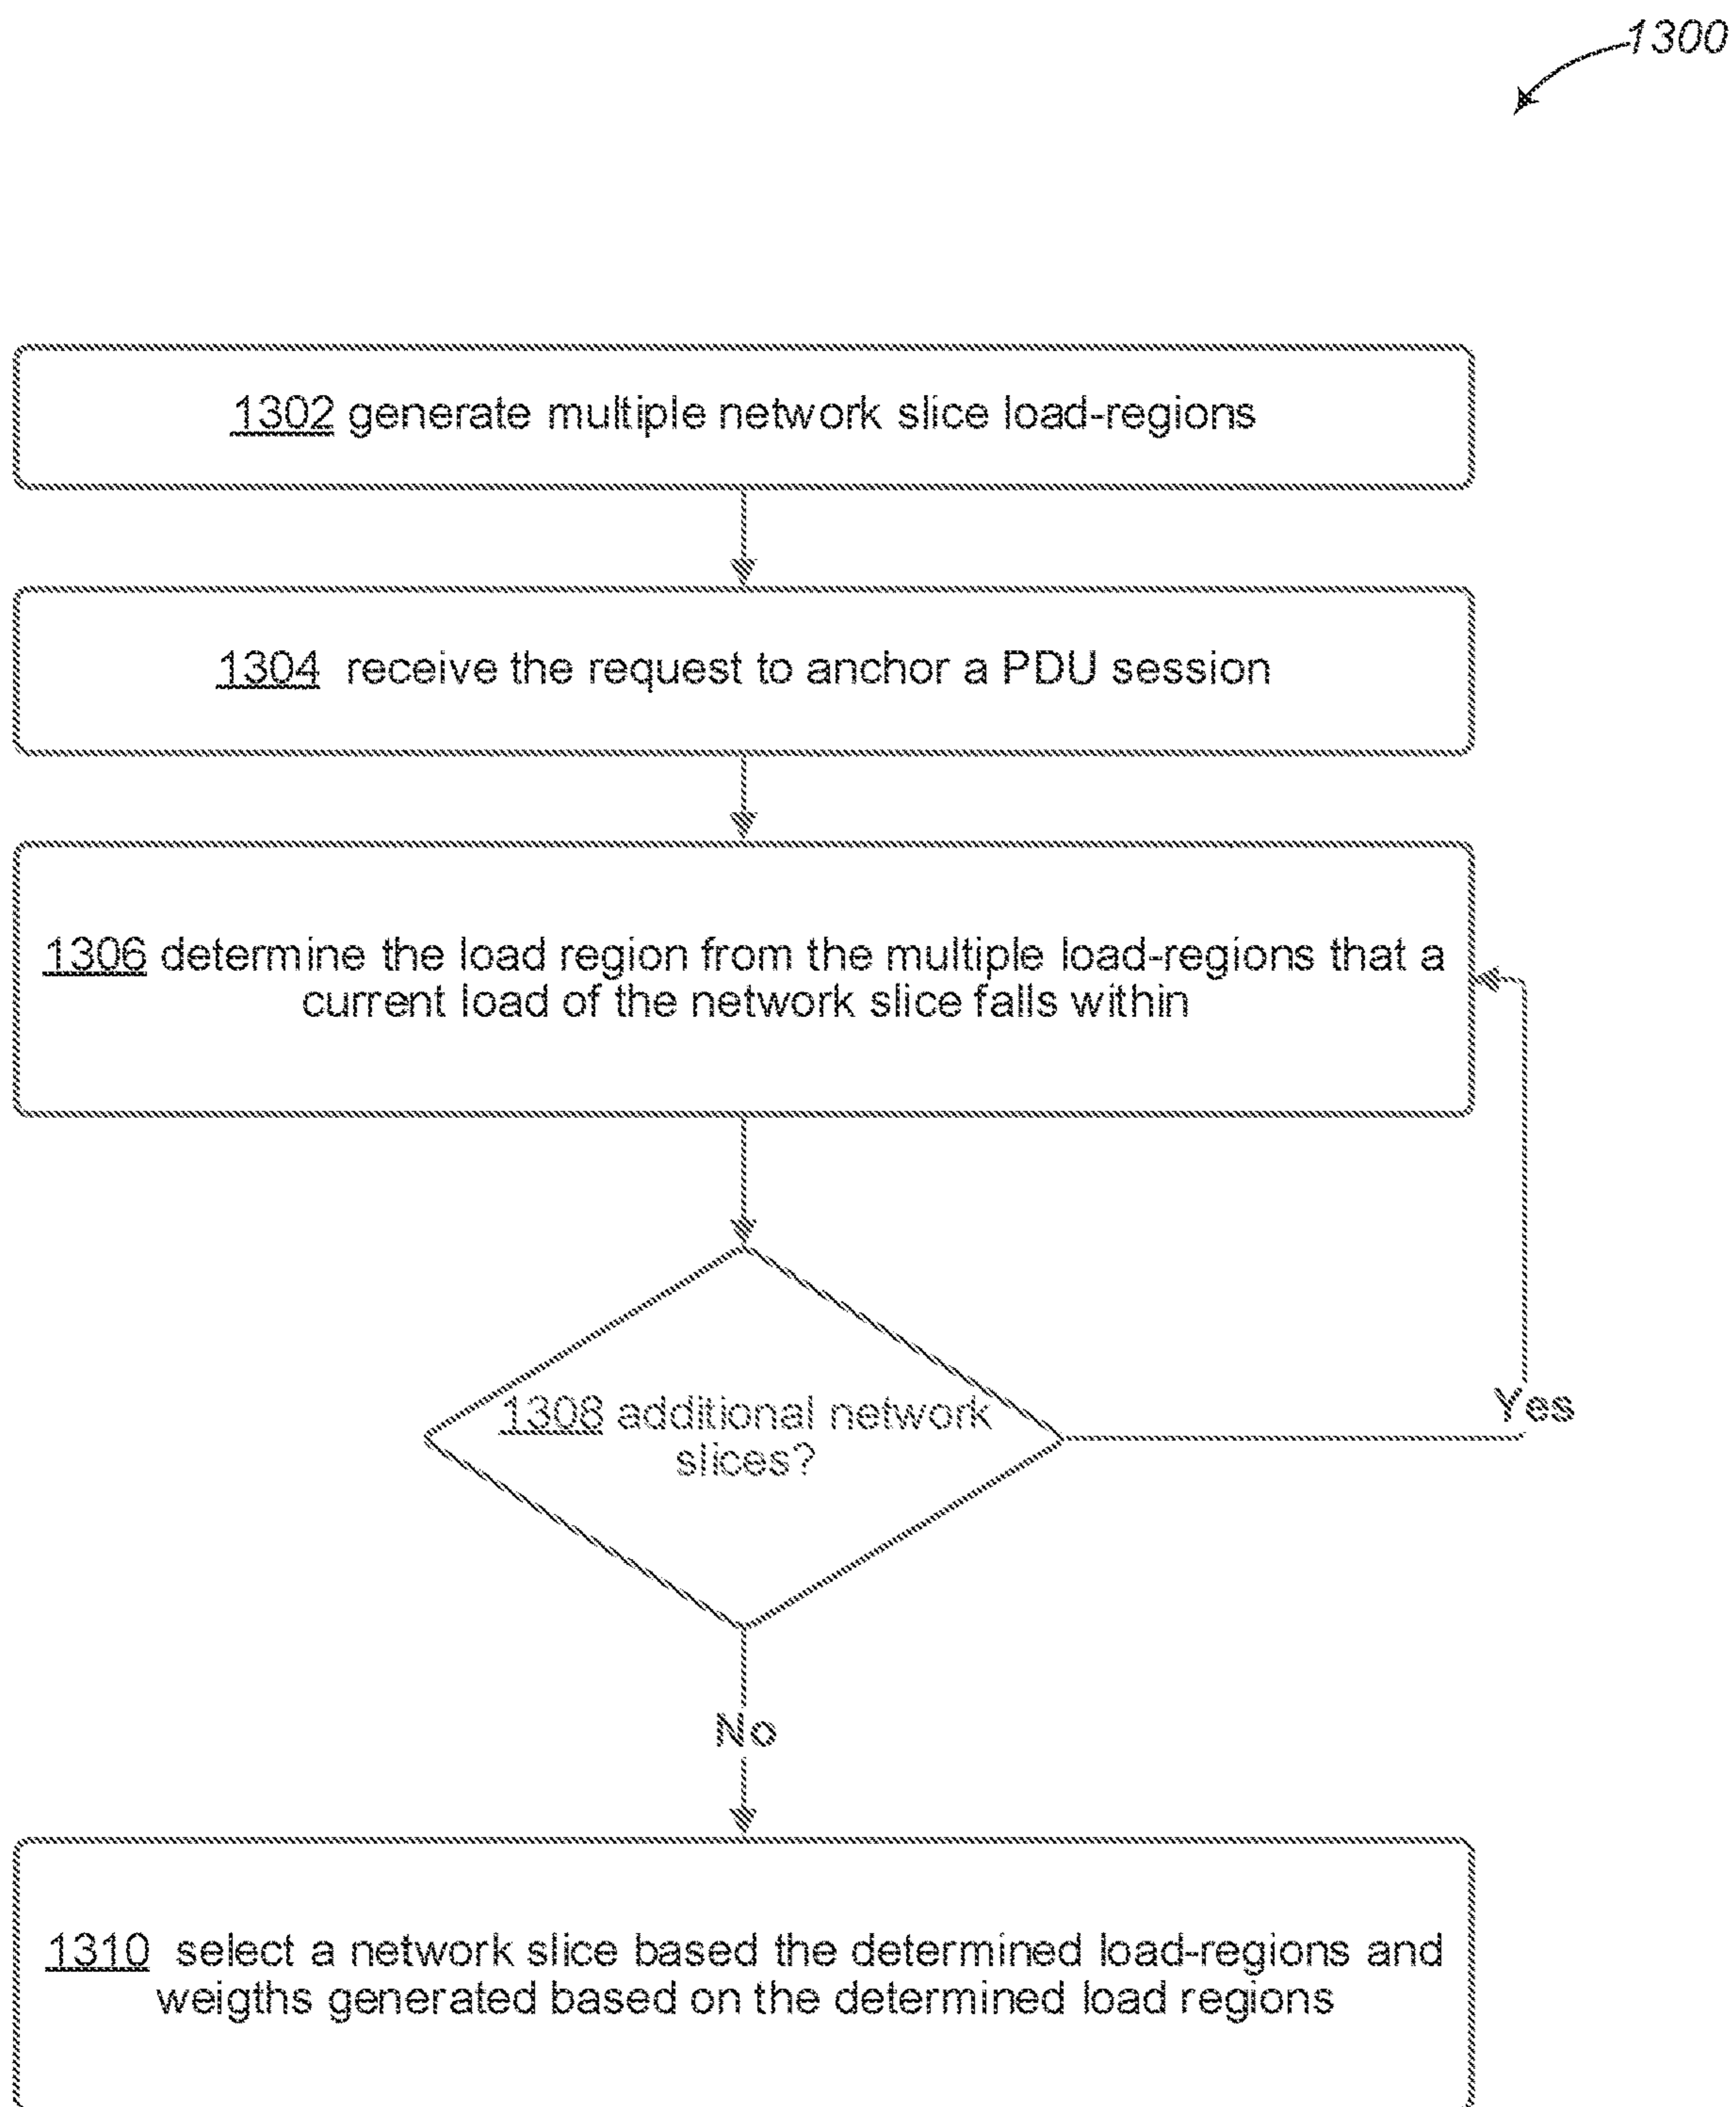 1300
1302 generate multiple network slice load-regions
1304 receive the request to anchor a PDU session
1306 determine the load region from the multiple load-regions that a
current load of the network slice falls within
1308 additional network
slices?
Yes
No
1310 select a network slice based the determined load-regions and
weigths generated based on the determined load regions